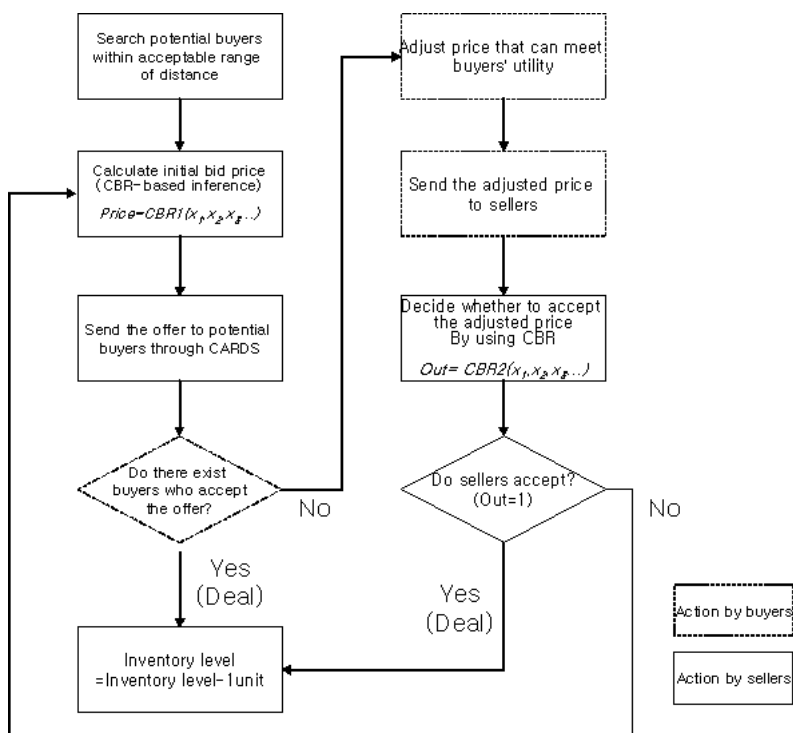 Search potential buyers
within acceptable range
of distance
Calculate initial bid price
(CBR-based inference)
Price=CBR1(x₁,x₂,x₃..)
Send the offer to potential
buyers through CARDS
Do there exist
buyers who accept
the offer?
No
Yes
(Deal)
Inventory level
=Inventory level-1unit
Adjust price that can meet
buyers' utility
Send the adjusted price
to sellers
Decide whether to accept
the adjusted price
By using CBR
Out= CBR2(x₁,x₂,x₃...)
Do sellers accept?
(Out=1)
No
Yes
(Deal)
Action by buyers
Action by sellers